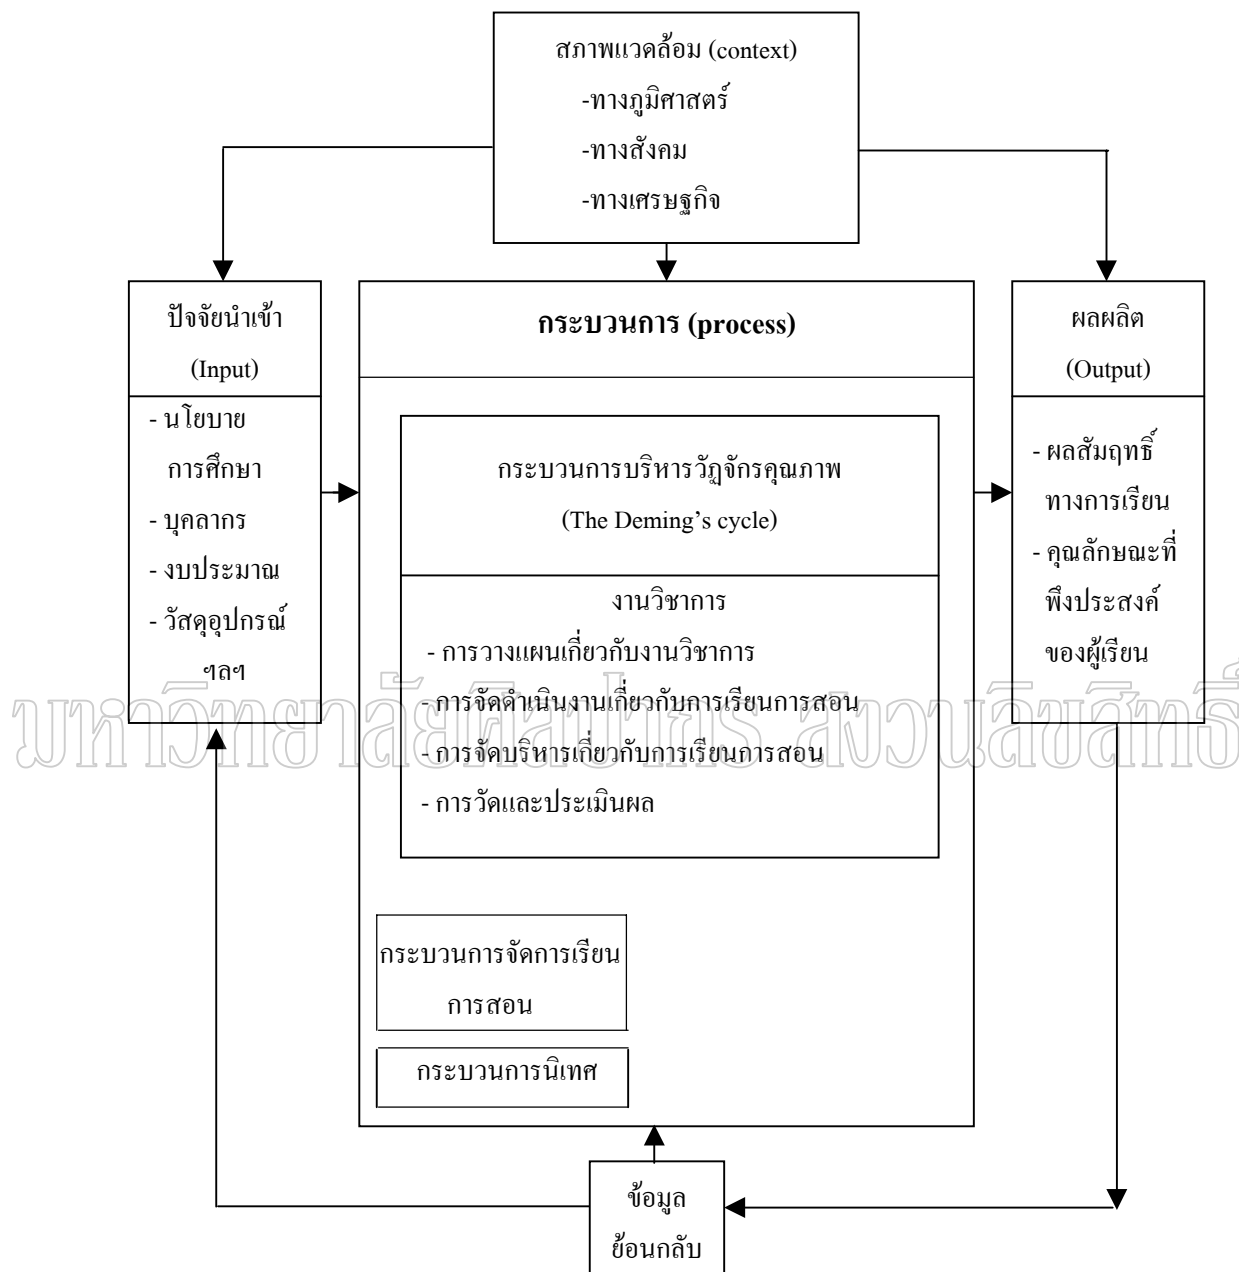 สภาพแวดล้อม (context)
-ทางภูมิศาสตร์
-ทางสังคม
-ทางเศรษฐกิจ
ปัจจัยนำเข้า
(Input)
- นโยบาย
การศึกษา
- บุคลากร
- งบประมาณ
- วัสดุอุปกรณ์
ฯลฯ
กระบวนการ (process)
กระบวนการบริหารวัฏจักรคุณภาพ
(The Deming’s cycle)
งานวิชาการ
- การวางแผนเกี่ยวกับงานวิชาการ
- การจัดดำเนินงานเกี่ยวกับการเรียนการสอน
- การจัดบริหารเกี่ยวกับการเรียนการสอน
- การวัดและประเมินผล
กระบวนการจัดการเรียน
การสอน
กระบวนการนิเทศ
ผลผลิต
(Output)
- ผลสัมฤทธิ์
ทางการเรียน
- คุณลักษณะที่
พึงประสงค์
ของผู้เรียน
มหาวิทยาลัยศิลปากร สงวนลิขสิทธิ์
ข้อมูล
ย้อนกลับ